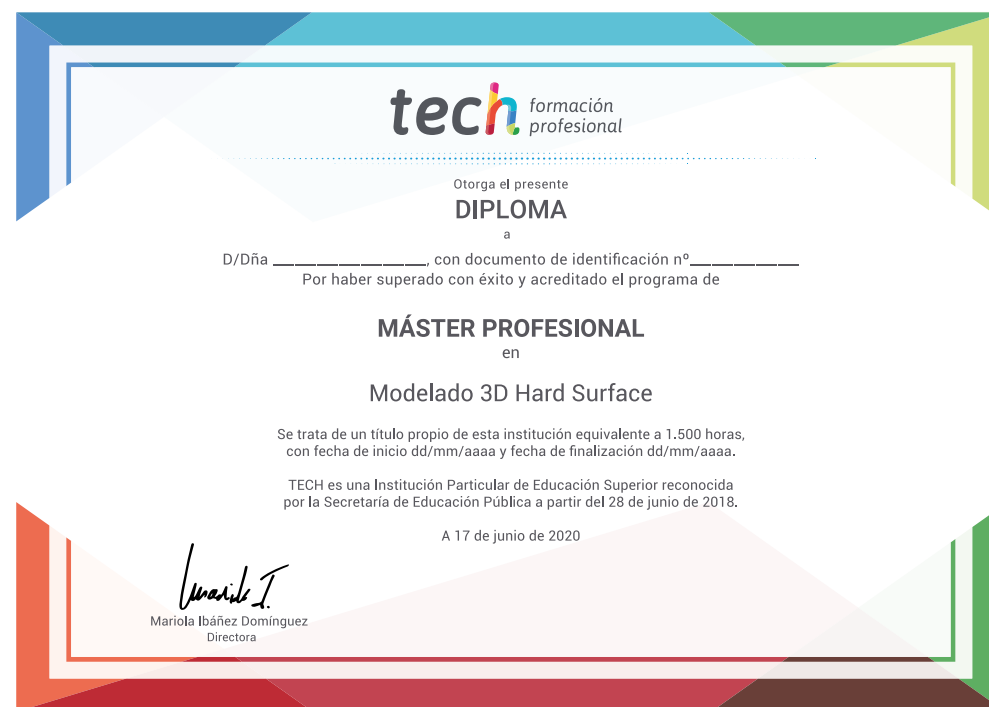 tech formación
profesional
Otorga el presente
DIPLOMA
a
D/Dña ______________, con documento de identificación nº__________
Por haber superado con éxito y acreditado el programa de
MÁSTER PROFESIONAL
en
Modelado 3D Hard Surface
Se trata de un título propio de esta institución equivalente a 1.500 horas,
con fecha de inicio dd/mm/aaaa y fecha de finalización dd/mm/aaaa.
TECH es una Institución Particular de Educación Superior reconocida
por la Secretaría de Educación Pública a partir del 28 de junio de 2018.
A 17 de junio de 2020
Mariola Ibáñez Domínguez
Directora